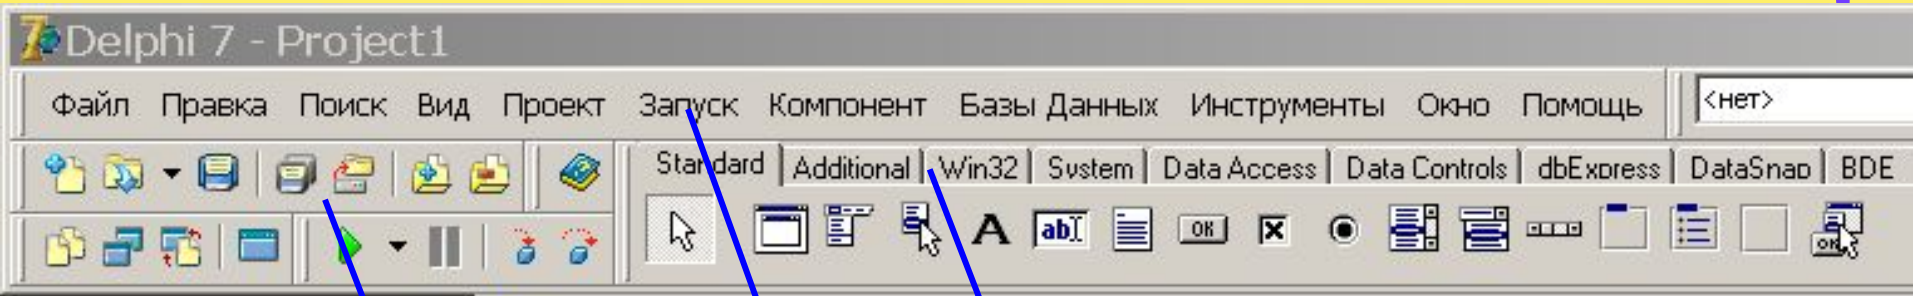 Delphi 7 - Project1
Файл Правка Поиск Вид Проект Запуск Компонент Базы Данных Инструменты Окно Помощь <нет>
Standard Additional Win32 System Data Access Data Controls dbExpress DataSnap BDE
A ab OK
OK